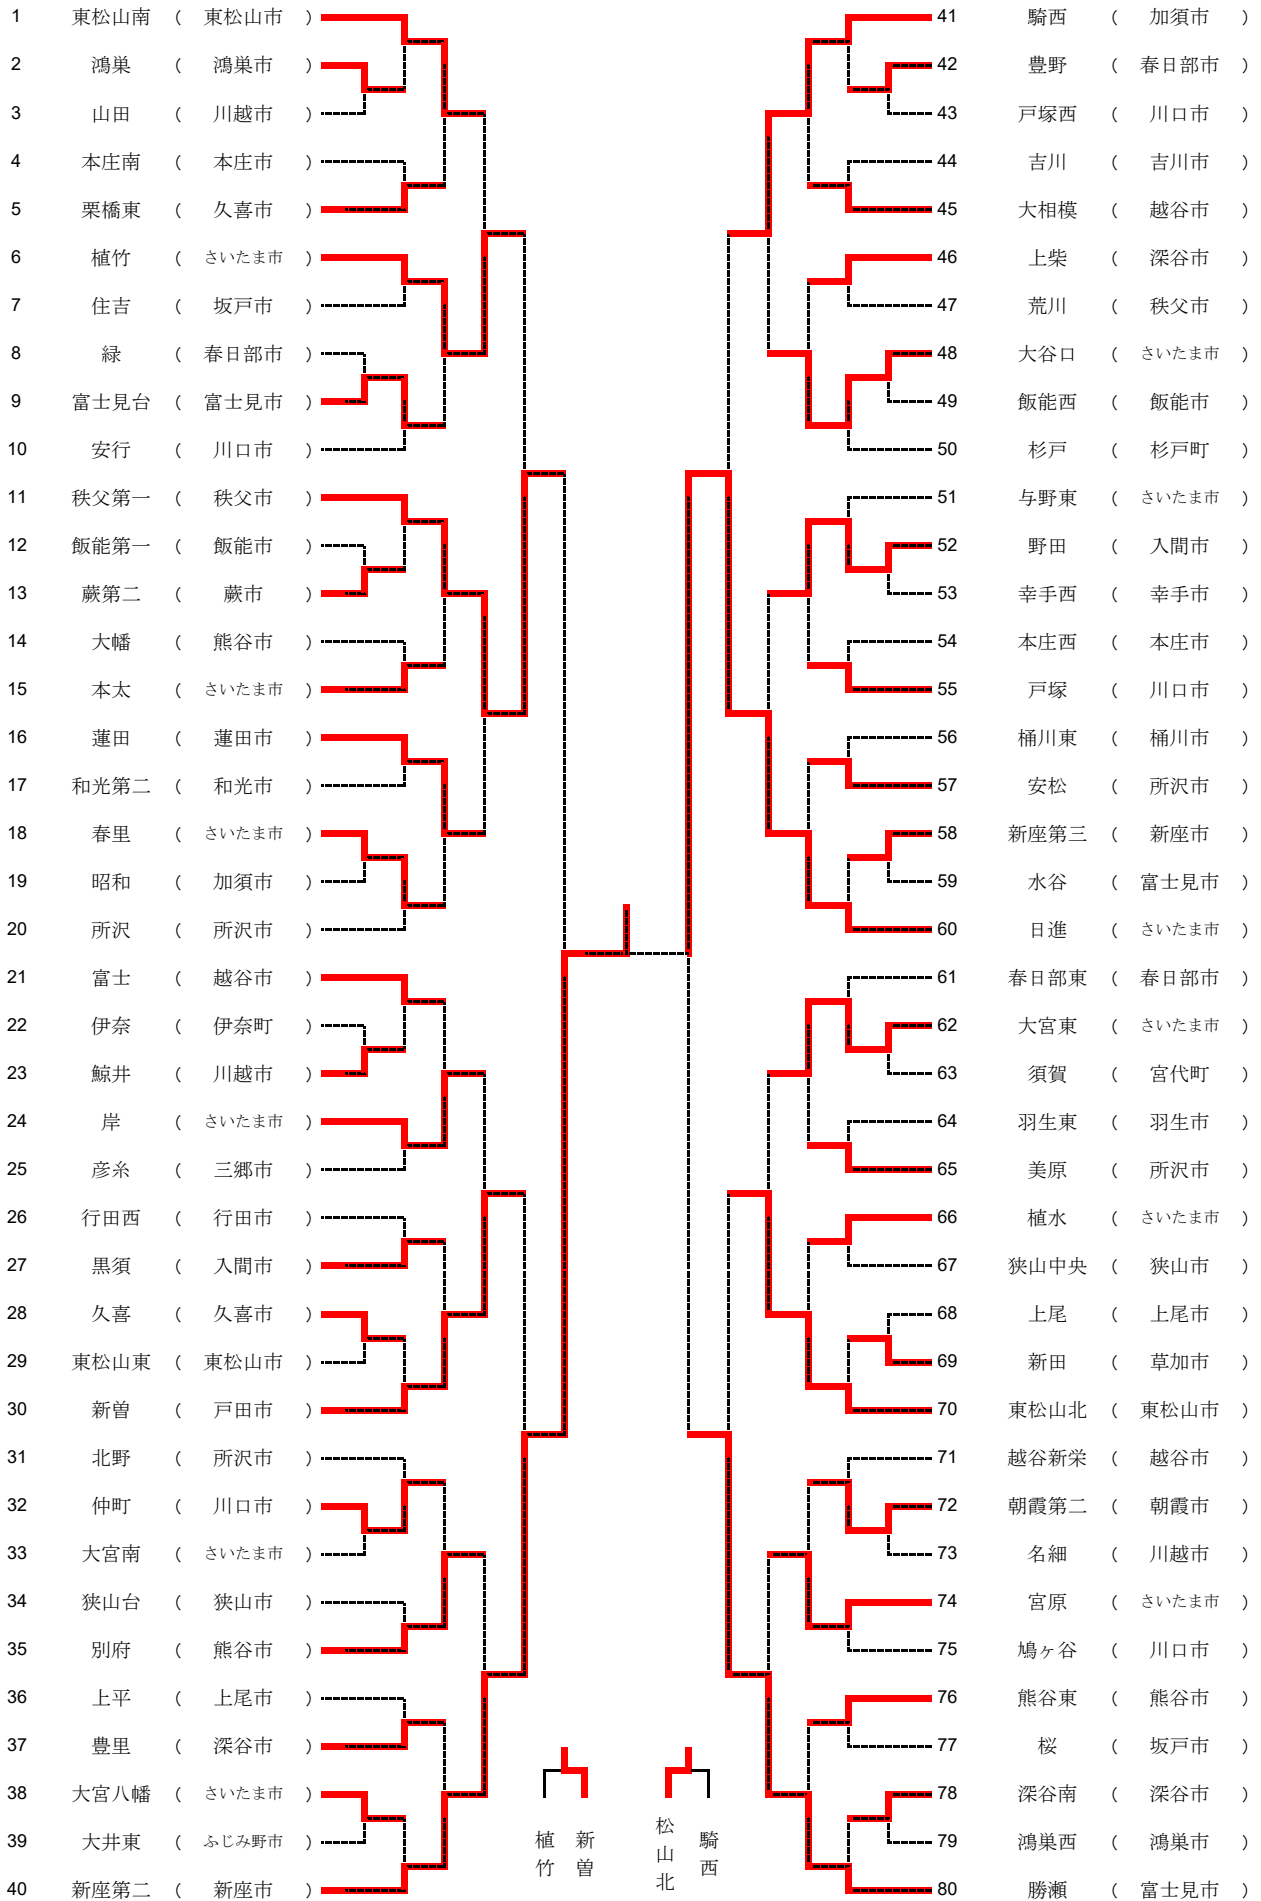 1 東松山南 ( 東松山市 ) 41 騎西 ( 加須市 )
2 鴻巣 ( 鴻巣市 ) 42 豊野 ( 春日部市 )
3 山田 ( 川越市 ) 43 戸塚西 ( 川口市 )
4 本庄南 ( 本庄市 ) 44 吉川 ( 吉川市 )
5 栗橋東 ( 久喜市 ) 45 大相模 ( 越谷市 )
6 植竹 ( さいたま市 ) 46 上柴 ( 深谷市 )
7 住吉 ( 坂戸市 ) 47 荒川 ( 秩父市 )
8 緑 ( 春日部市 ) 48 大谷口 ( さいたま市 )
9 富士見台 ( 富士見市 ) 49 飯能西 ( 飯能市 )
10 安行 ( 川口市 ) 50 杉戸 ( 杉戸町 )
11 秩父第一 ( 秩父市 ) 51 与野東 ( さいたま市 )
12 飯能第一 ( 飯能市 ) 52 野田 ( 入間市 )
13 蕨第二 ( 蕨市 ) 53 幸手西 ( 幸手市 )
14 大幡 ( 熊谷市 ) 54 本庄西 ( 本庄市 )
15 本太 ( さいたま市 ) 55 戸塚 ( 川口市 )
16 蓮田 ( 蓮田市 ) 56 桶川東 ( 桶川市 )
17 和光第二 ( 和光市 ) 57 安松 ( 所沢市 )
18 春里 ( さいたま市 ) 58 新座第三 ( 新座市 )
19 昭和 ( 加須市 ) 59 水谷 ( 富士見市 )
20 所沢 ( 所沢市 ) 60 日進 ( さいたま市 )
21 富士 ( 越谷市 ) 61 春日部東 ( 春日部市 )
22 伊奈 ( 伊奈町 ) 62 大宮東 ( さいたま市 )
23 鯨井 ( 川越市 ) 63 須賀 ( 宮代町 )
24 岸 ( さいたま市 ) 64 羽生東 ( 羽生市 )
25 彦糸 ( 三郷市 ) 65 美原 ( 所沢市 )
26 行田西 ( 行田市 ) 66 植水 ( さいたま市 )
27 黒須 ( 入間市 ) 67 狭山中央 ( 狭山市 )
28 久喜 ( 久喜市 ) 68 上尾 ( 上尾市 )
29 東松山東 ( 東松山市 ) 69 新田 ( 草加市 )
30 新曽 ( 戸田市 ) 70 東松山北 ( 東松山市 )
31 北野 ( 所沢市 ) 71 越谷新栄 ( 越谷市 )
32 仲町 ( 川口市 ) 72 朝霞第二 ( 朝霞市 )
33 大宮南 ( さいたま市 ) 73 名細 ( 川越市 )
34 狭山台 ( 狭山市 ) 74 宮原 ( さいたま市 )
35 別府 ( 熊谷市 ) 75 鳩ヶ谷 ( 川口市 )
36 上平 ( 上尾市 ) 76 熊谷東 ( 熊谷市 )
37 豊里 ( 深谷市 ) 77 桜 ( 坂戸市 )
38 大宮八幡 ( さいたま市 ) 78 深谷南 ( 深谷市 )
39 大井東 ( ふじみ野市 ) 79 鴻巣西 ( 鴻巣市 )
40 新座第二 ( 新座市 ) 80 勝瀬 ( 富士見市 )
植竹
新曽
松山北
騎西